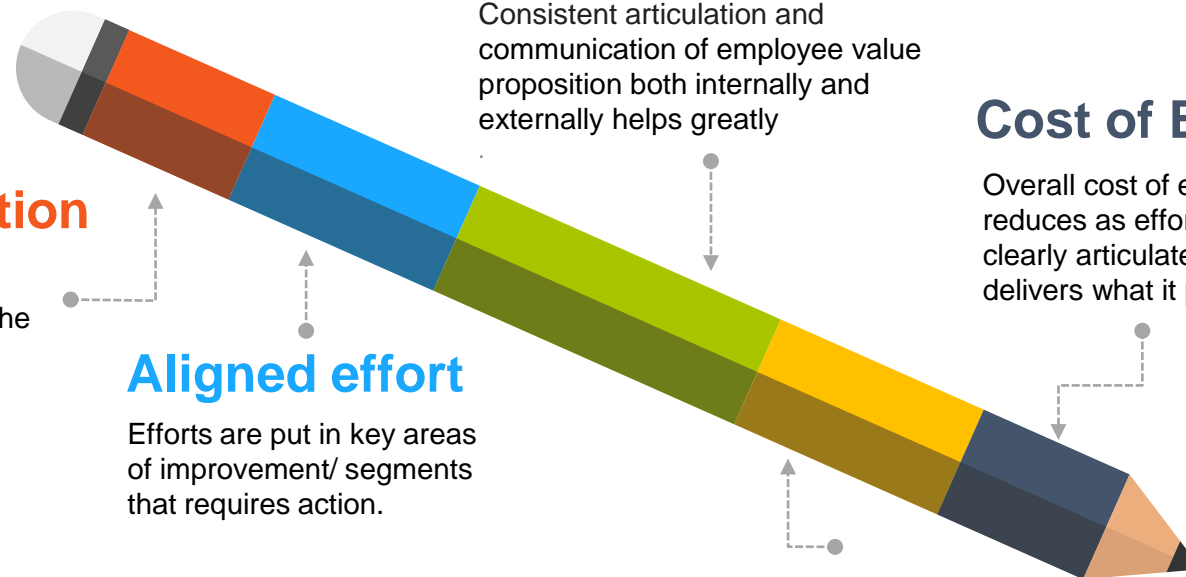 Consistent articulation and
communication of employee value
proposition both internally and
externally helps greatly
.
Cost of
Overall cost of
reduces as
clearly
delivers what it
tion
he
Aligned effort
Efforts are put in key areas
of improvement/ segments
that requires action.